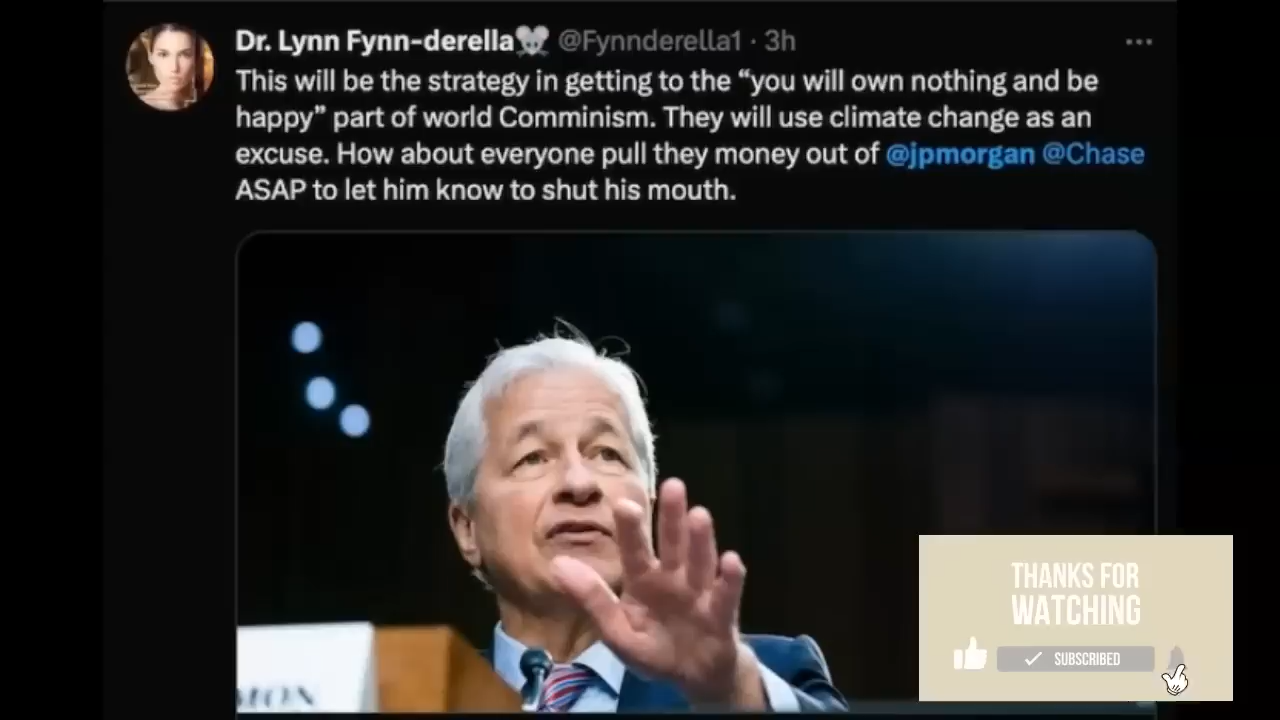 Dr. Lynn Fynn-derella🐭 @Fynnderella1 · 3h
This will be the strategy in getting to the “you will own nothing and be
happy” part of world Comminism. They will use climate change as an
excuse. How about everyone pull they money out of @jpmorgan @Chase
ASAP to let him know to shut his mouth.
THANKS FOR
WATCHING
SUBSCRIBED